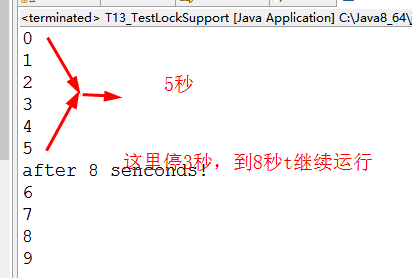 <terminated> T13_TestLockSupport [Java Application] C:\Java8_64\j
0
1
2
5秒
3
4
5
这里停3秒，到8秒t继续运行
after 8 senconds!
6
7
8
9